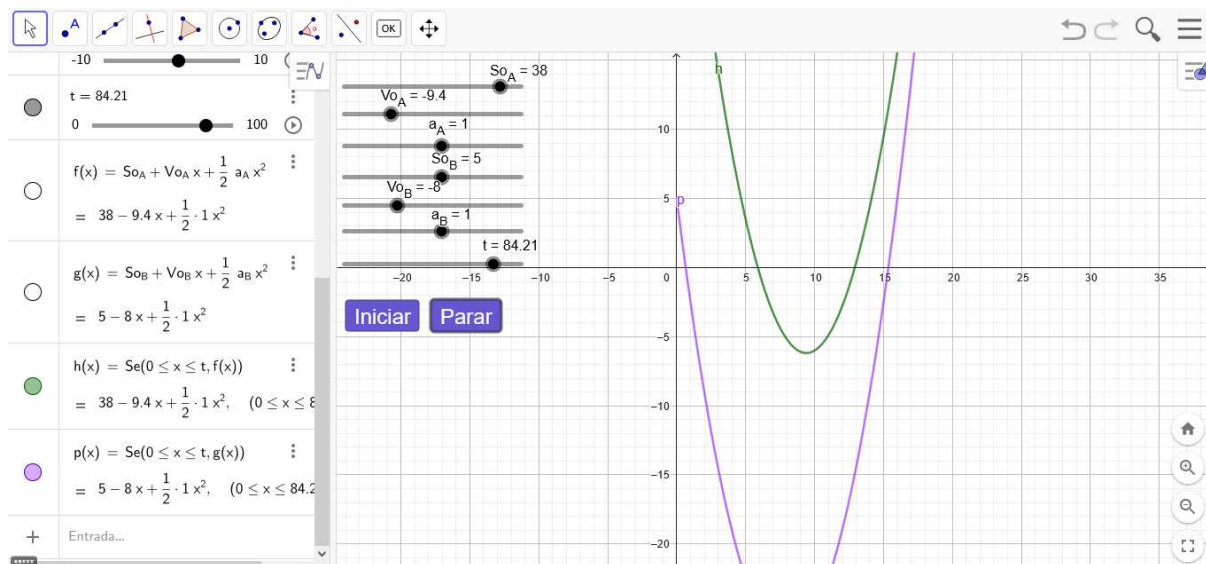 A
α
OK
-10 10
t = 84.21
0 100
f(x) = So_A + Vo_A x + 1/2 a_A x²
= 38 − 9.4 x + 1/2 · 1 x²
g(x) = So_B + Vo_B x + 1/2 a_B x²
= 5 − 8 x + 1/2 · 1 x²
h(x) = Se(0 ≤ x ≤ t, f(x))
= 38 − 9.4 x + 1/2 · 1 x², (0 ≤ x ≤ 8
p(x) = Se(0 ≤ x ≤ t, g(x))
= 5 − 8 x + 1/2 · 1 x², (0 ≤ x ≤ 84.2
+ Entrada...
So_A = 38
Vo_A = -9.4
a_A = 1
So_B = 5
Vo_B = -8
a_B = 1
t = 84.21
Iniciar Parar
h
p
10
5
−20 −15 −10 −5 0 5 10 15 20 25 30 35
−5
−10
−15
−20